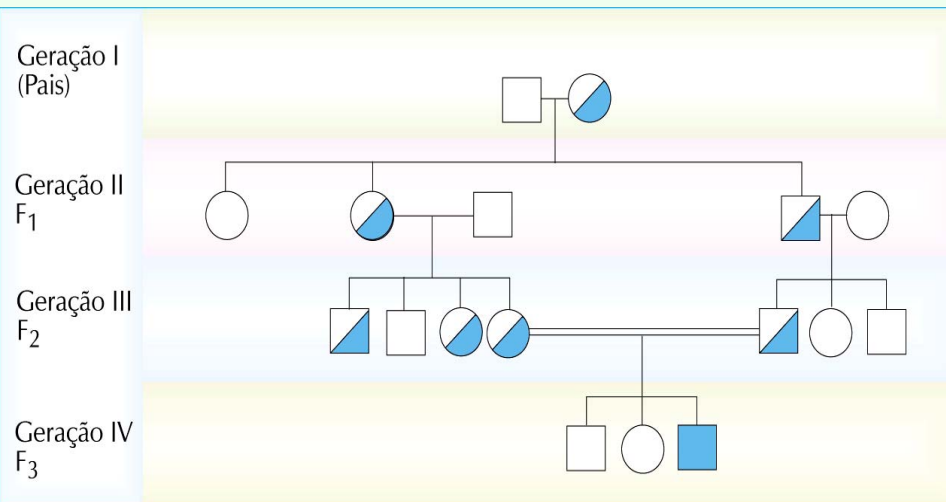 Geração I
(Pais)
Geração II
F1
Geração III
F2
Geração IV
F3